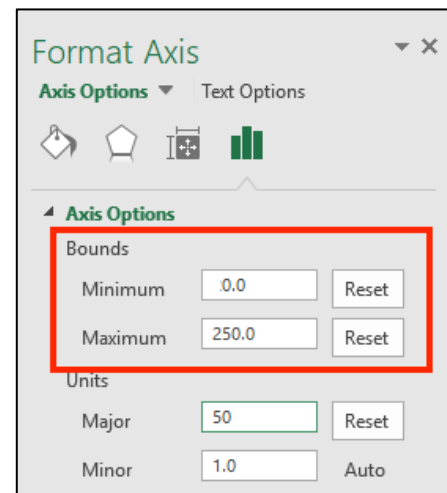 Format Axis
Axis Options Text Options
Axis Options
Bounds
Minimum :0.0 Reset
Maximum 250.0 Reset
Units
Major 50 Reset
Minor 1.0 Auto